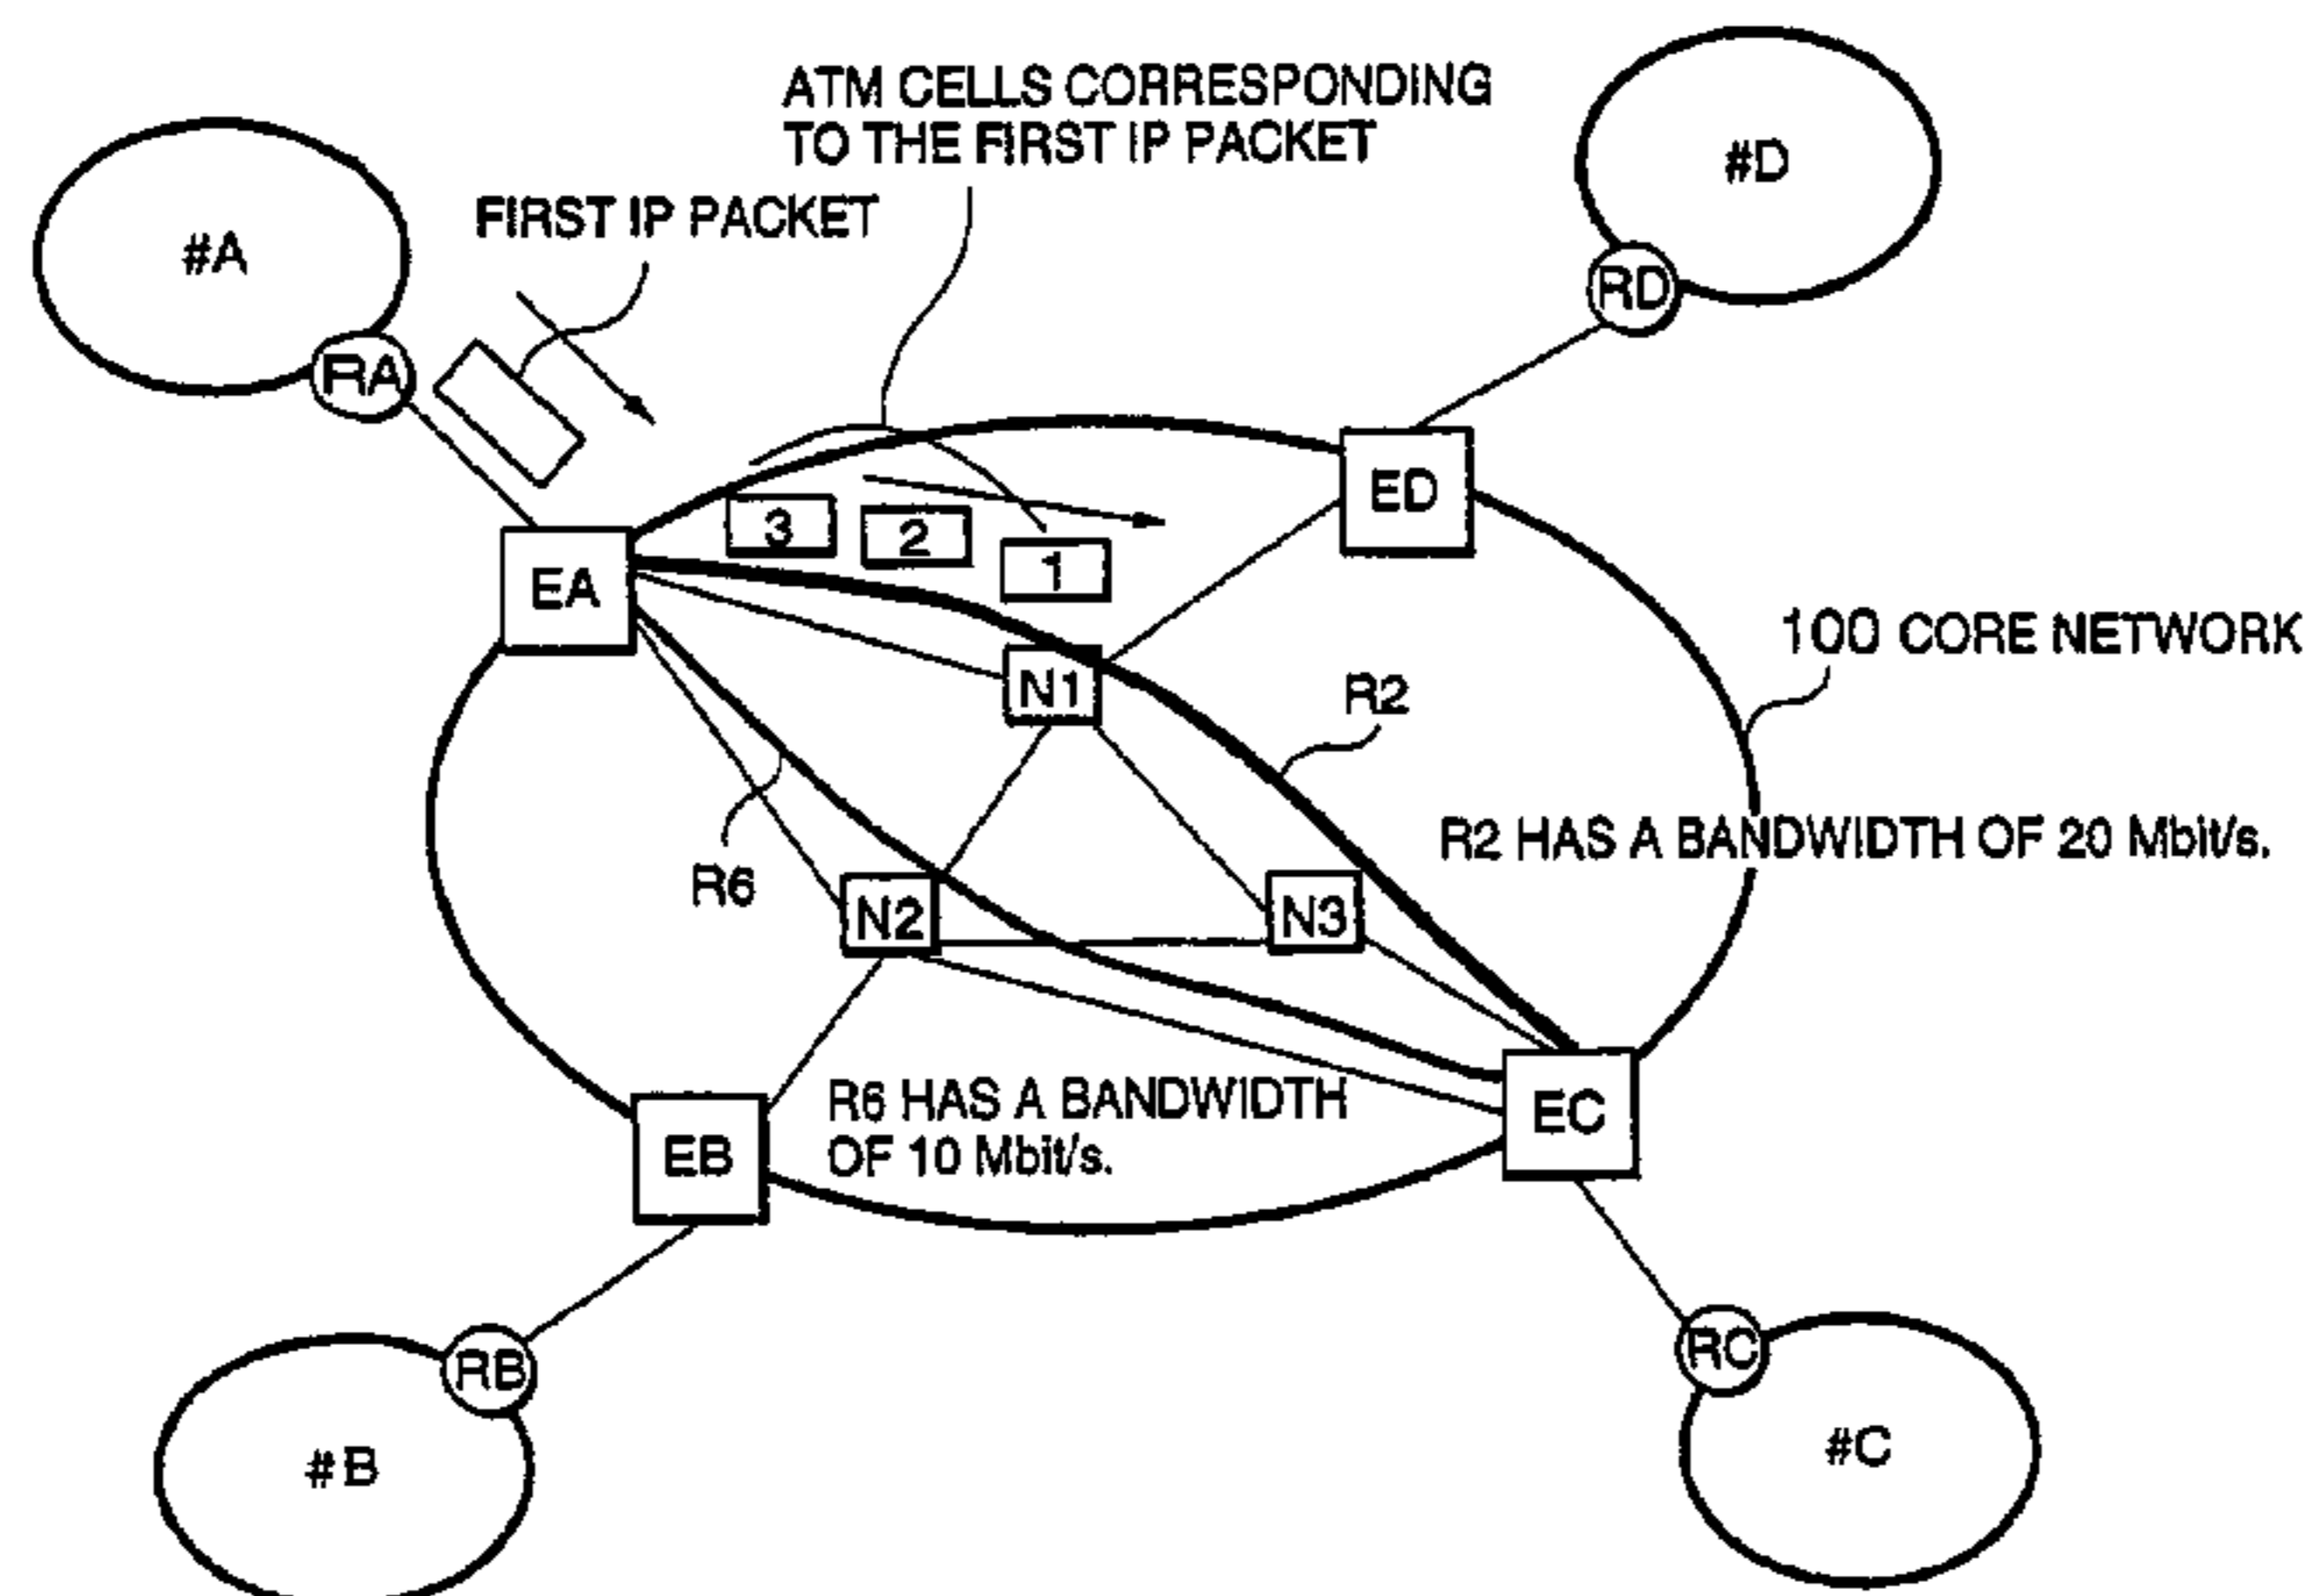 ATM CELLS CORRESPONDING
TO THE FIRST IP PACKET
#D
FIRST IP PACKET
#A
RD
RA
ED
3
2
1
EA
100 CORE NETWORK
N1
R2
R2 HAS A BANDWIDTH OF 20 Mbit/s.
R6
N2
N3
R6 HAS A BANDWIDTH
OF 10 Mbit/s.
EC
EB
RC
RB
#C
#B